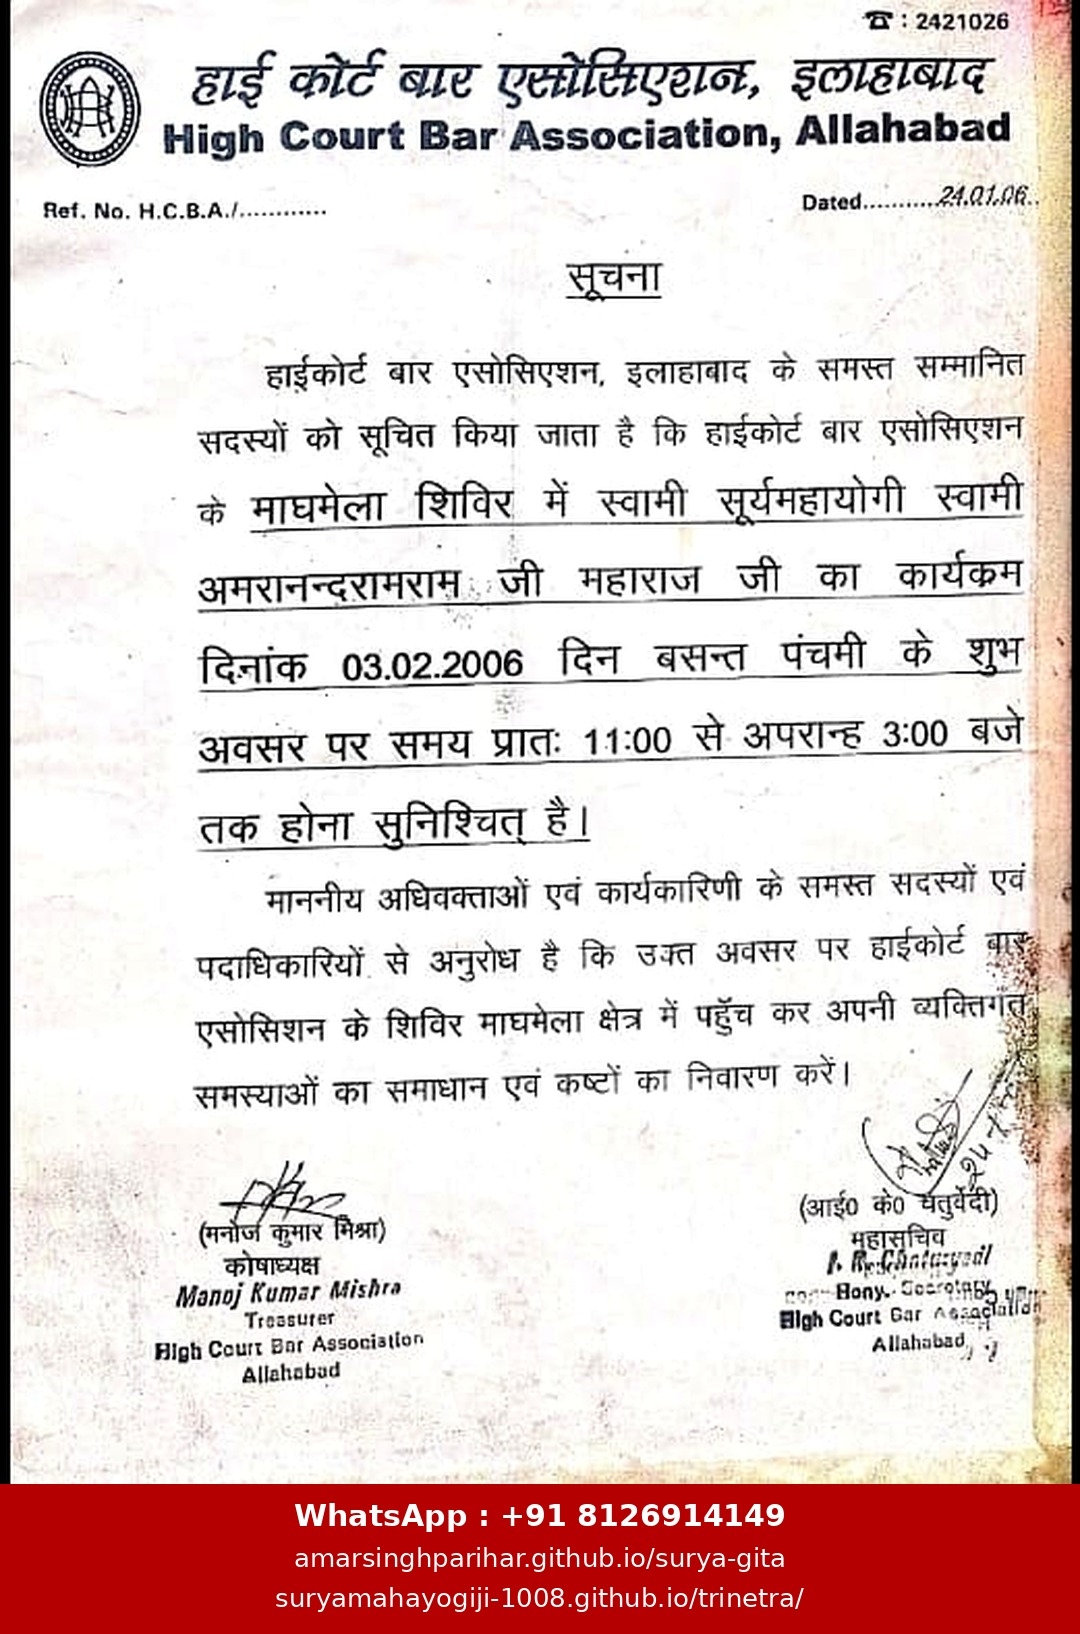 ☎ : 2421026
हाई कोर्ट बार एसोसिएशन, इलाहाबाद
High Court Bar Association, Allahabad
Ref. No. H.C.B.A./............
Dated...........24.01.06..
सूचना
हाईकोर्ट बार एसोसिएशन, इलाहाबाद के समस्त सम्मानित
सदस्यों को सूचित किया जाता है कि हाईकोर्ट बार एसोसिएशन
के माघमेला शिविर में स्वामी सूर्यमहायोगी स्वामी
अमरानन्दरामराम जी महाराज जी का कार्यक्रम
दिनांक 03.02.2006 दिन बसन्त पंचमी के शुभ
अवसर पर समय प्रातः 11:00 से अपरान्ह 3:00 बजे
तक होना सुनिश्चित् है।
माननीय अधिवक्ताओं एवं कार्यकारिणी के समस्त सदस्यों एवं
पदाधिकारियों से अनुरोध है कि उक्त अवसर पर हाईकोर्ट बार
एसोसिशन के शिविर माघमेला क्षेत्र में पहुँच कर अपनी व्यक्तिगत
समस्याओं का समाधान एवं कष्टों का निवारण करें।
(मनोज कुमार मिश्रा)
कोषाध्यक्ष
Manoj Kumar Mishra
Treasurer
High Court Bar Association
Allahabad
(आई0 के0 चतुर्वेदी)
महासचिव
Hony. Secretary
High Court Bar Association
Allahabad
WhatsApp : +91 8126914149
amarsinghparihar.github.io/surya-gita
suryamahayogiji-1008.github.io/trinetra/